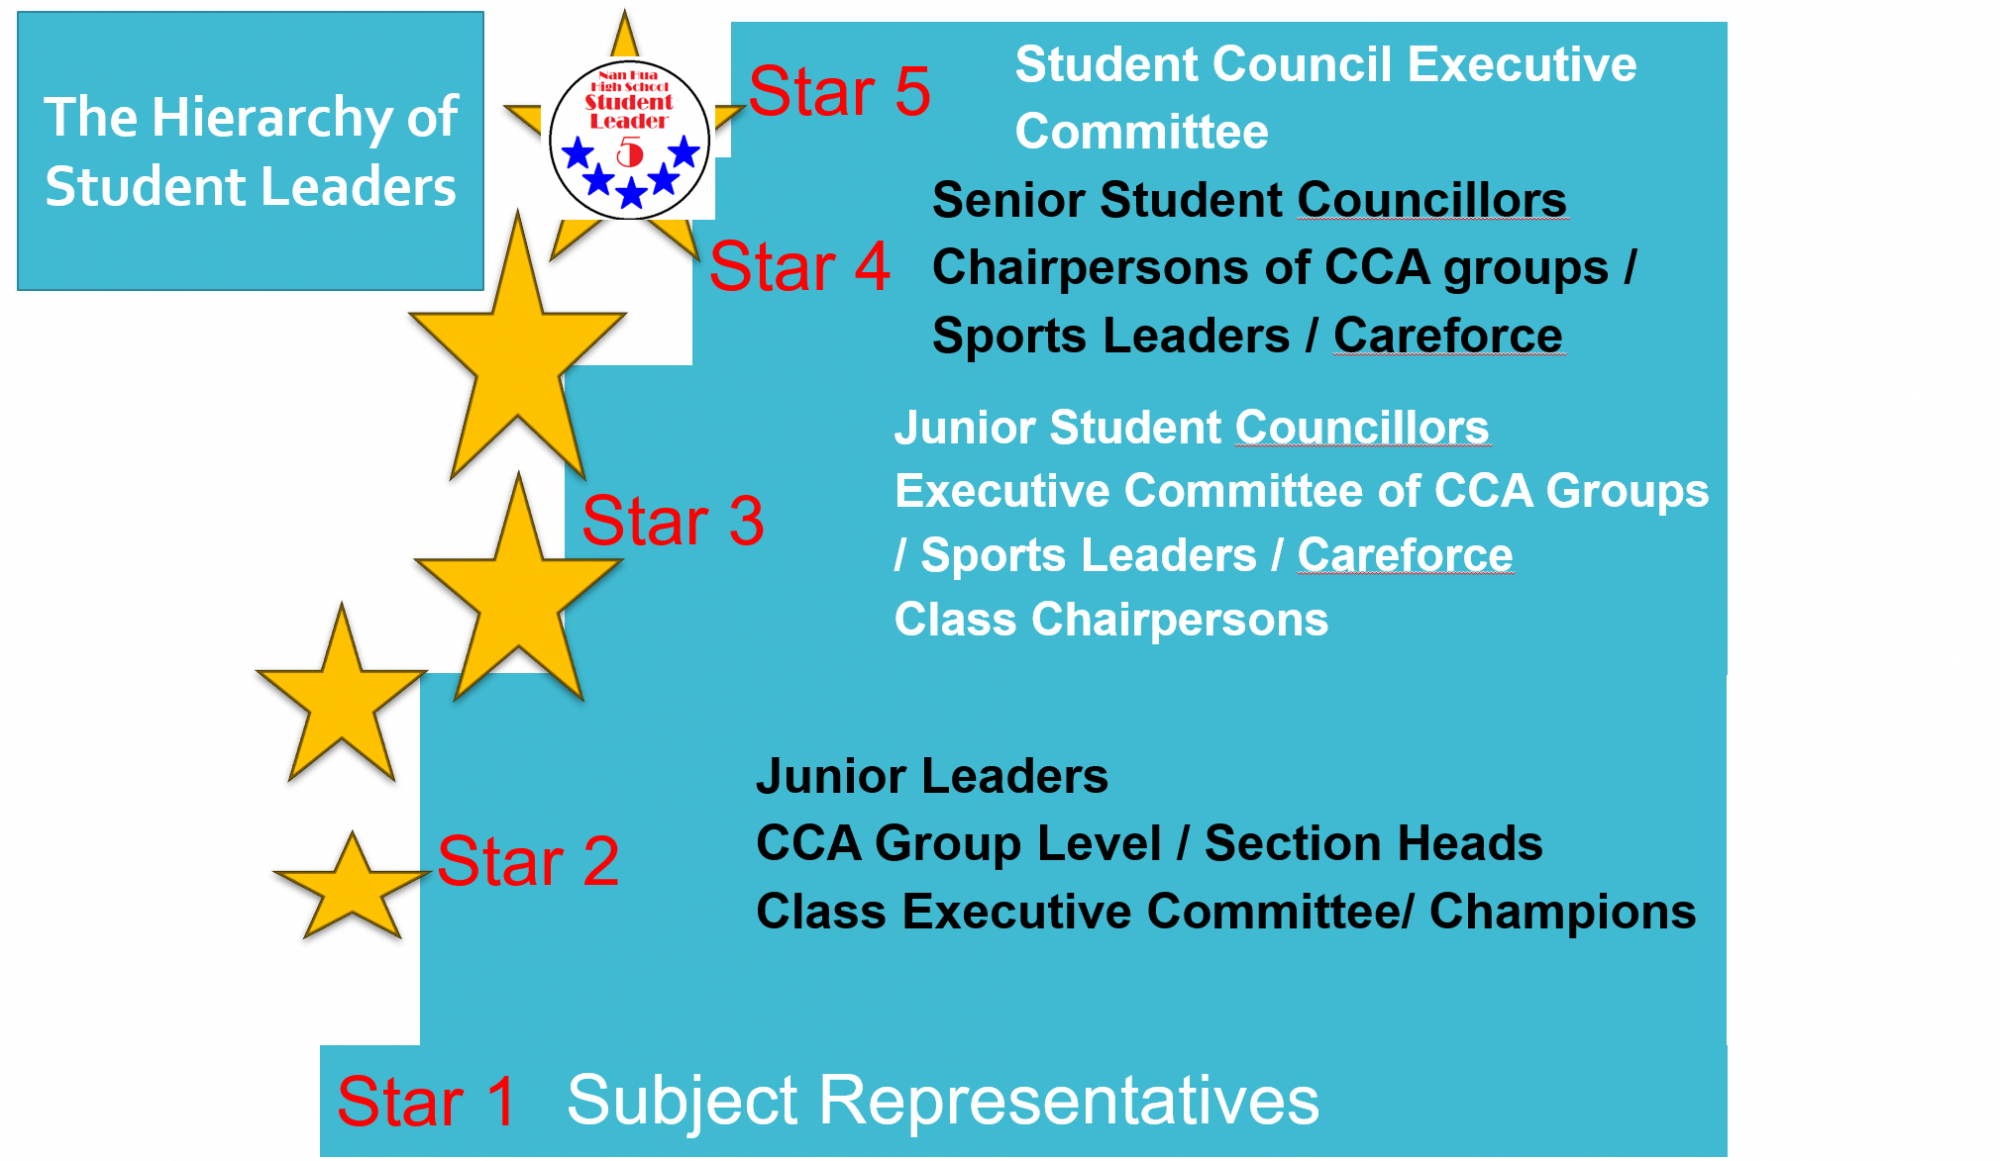 The Hierarchy of
Student Leaders
Nan Hua
High School
Student
Leader
5
Star 5
Student Council Executive
Committee
Star 4
Senior Student Councillors
Chairpersons of CCA groups /
Sports Leaders / Careforce
Star 3
Junior Student Councillors
Executive Committee of CCA Groups
/ Sports Leaders / Careforce
Class Chairpersons
Star 2
Junior Leaders
CCA Group Level / Section Heads
Class Executive Committee/ Champions
Star 1
Subject Representatives